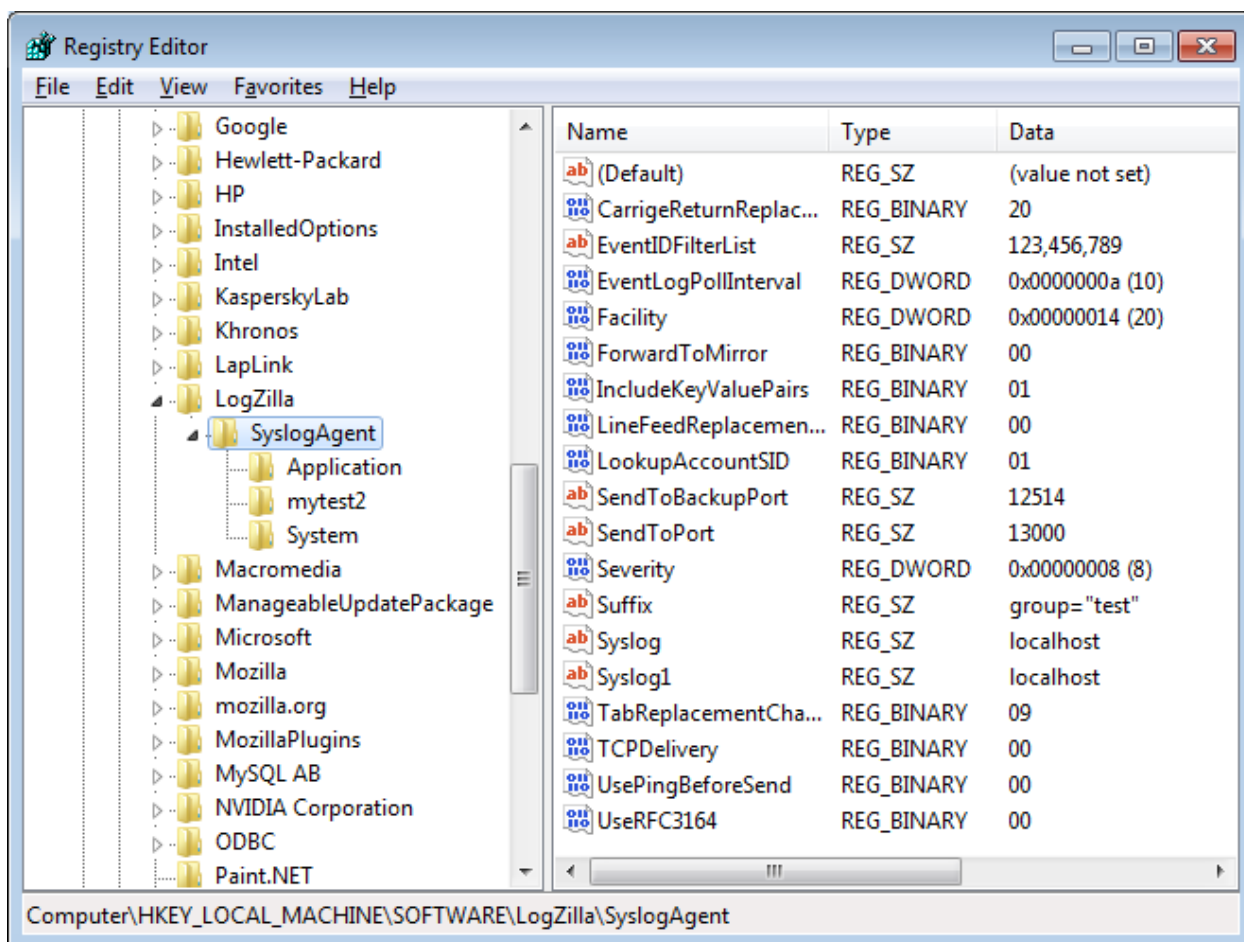 Registry Editor
File Edit View Favorites Help
Google
Hewlett-Packard
HP
InstalledOptions
Intel
KasperskyLab
Khronos
LapLink
LogZilla
SyslogAgent
Application
mytest2
System
Macromedia
ManageableUpdatePackage
Microsoft
Mozilla
mozilla.org
MozillaPlugins
MySQL AB
NVIDIA Corporation
ODBC
Paint.NET
Name Type Data
(Default) REG_SZ (value not set)
CarrigeReturnReplac... REG_BINARY 20
EventIDFilterList REG_SZ 123,456,789
EventLogPollInterval REG_DWORD 0x0000000a (10)
Facility REG_DWORD 0x00000014 (20)
ForwardToMirror REG_BINARY 00
IncludeKeyValuePairs REG_BINARY 01
LineFeedReplacemen... REG_BINARY 00
LookupAccountSID REG_BINARY 01
SendToBackupPort REG_SZ 12514
SendToPort REG_SZ 13000
Severity REG_DWORD 0x00000008 (8)
Suffix REG_SZ group="test"
Syslog REG_SZ localhost
Syslog1 REG_SZ localhost
TabReplacementCha... REG_BINARY 09
TCPDelivery REG_BINARY 00
UsePingBeforeSend REG_BINARY 00
UseRFC3164 REG_BINARY 00
Computer\HKEY_LOCAL_MACHINE\SOFTWARE\LogZilla\SyslogAgent